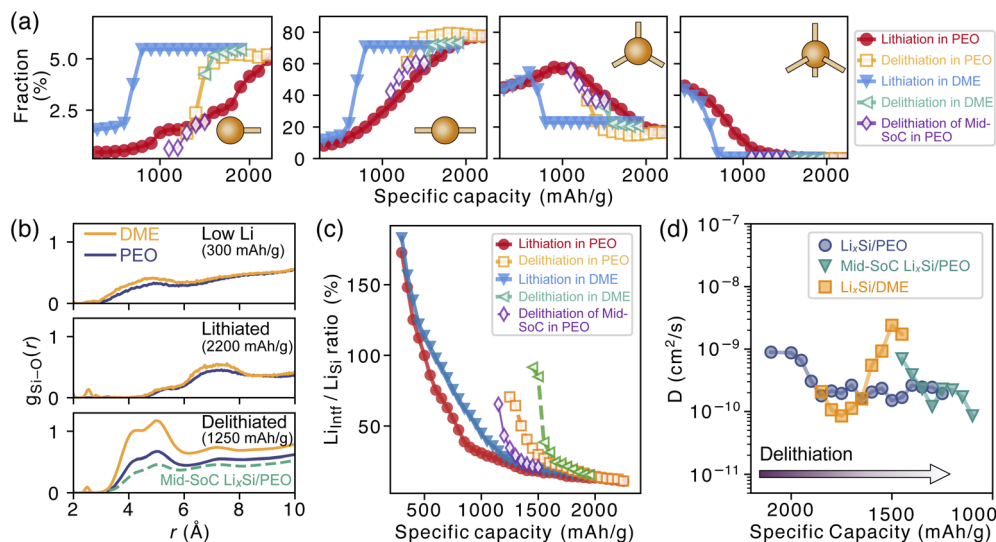 (a)
Fraction
(%)
5.0
2.5
1000
2000
80
60
40
20
0
1000
2000
1000
2000
1000
2000
Specific capacity (mAh/g)
Lithiation in PEO
Delithiation in PEO
Lithiation in DME
Delithiation in DME
Delithiation of Mid-
SoC in PEO
(b)
DME
PEO
Low Li
(300 mAh/g)
1
0
Lithiated
(2200 mAh/g)
1
0
Delithiated
(1250 mAh/g)
Mid-SoC LixSi/PEO
1
0
gSi−O(r)
2
4
6
8
10
r (Å)
(c)
LiIntf / LiSi ratio (%)
150
100
50
500
1000
1500
2000
Specific capacity (mAh/g)
Lithiation in PEO
Delithiation in PEO
Lithiation in DME
Delithiation in DME
Delithiation of Mid-
SoC in PEO
(d)
D (cm²/s)
10⁻⁷
10⁻⁸
10⁻⁹
10⁻¹⁰
10⁻¹¹
LixSi/PEO
Mid-SoC LixSi/PEO
LixSi/DME
Delithiation
2000
1500
1000
Specific Capacity (mAh/g)